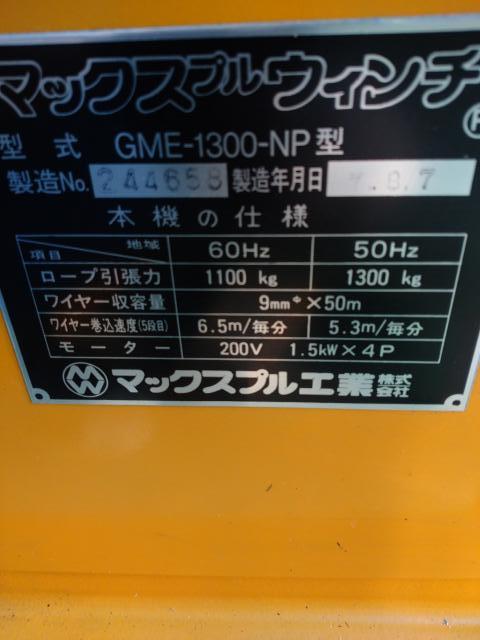 マックスプルウィンチ
型式 GME-1300-NP型
製造No. 244658 製造年月日 7.8.7
本機の仕様
項目 地域 60Hz 50Hz
ロープ引張力 1100 kg 1300 kg
ワイヤー収容量 9mmφ×50m
ワイヤー巻込速度(5段目) 6.5m/毎分 5.3m/毎分
モーター 200V 1.5kW×4P
マックスプル工業株式会社